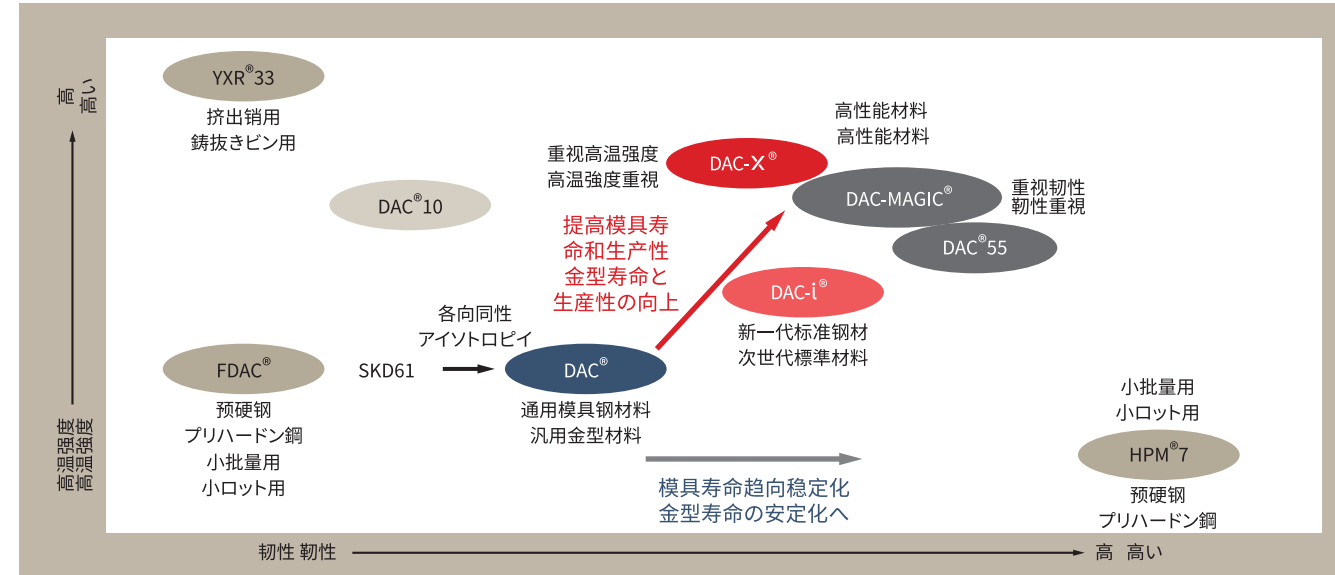 高
高い
高温强度
高温強度
YXR®33
挤出销用
鋳抜きピン用
DAC®10
重视高温强度
高温強度重視
DAC-X®
高性能材料
高性能材料
DAC-MAGIC®
重视韧性
靭性重視
DAC®55
提高模具寿
命和生产性
金型寿命と
生産性の向上
DAC-i®
新一代标准钢材
次世代標準材料
各向同性
アイソトロピイ
FDAC®
SKD61
DAC®
预硬钢
プリハードン鋼
小批量用
小ロット用
通用模具钢材料
汎用金型材料
模具寿命趋向稳定化
金型寿命の安定化へ
小批量用
小ロット用
HPM®7
预硬钢
プリハードン鋼
韧性 靭性
高 高い